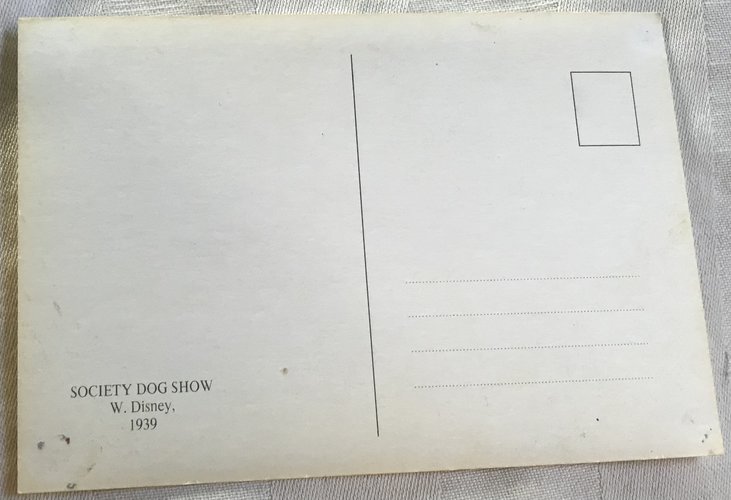 SOCIETY DOG SHOW
W. Disney,
1939